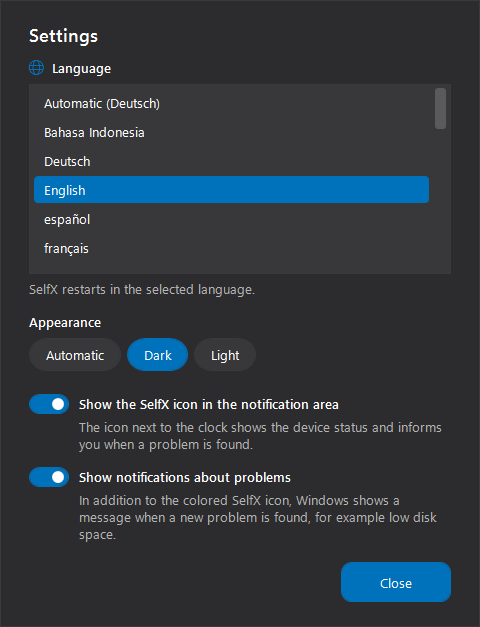 Settings
Language
Automatic (Deutsch)
Bahasa Indonesia
Deutsch
English
español
français
SelfX restarts in the selected language.
Appearance
Automatic
Dark
Light
Show the SelfX icon in the notification area
The icon next to the clock shows the device status and informs
you when a problem is found.
Show notifications about problems
In addition to the colored SelfX icon, Windows shows a
message when a new problem is found, for example low disk
space.
Close